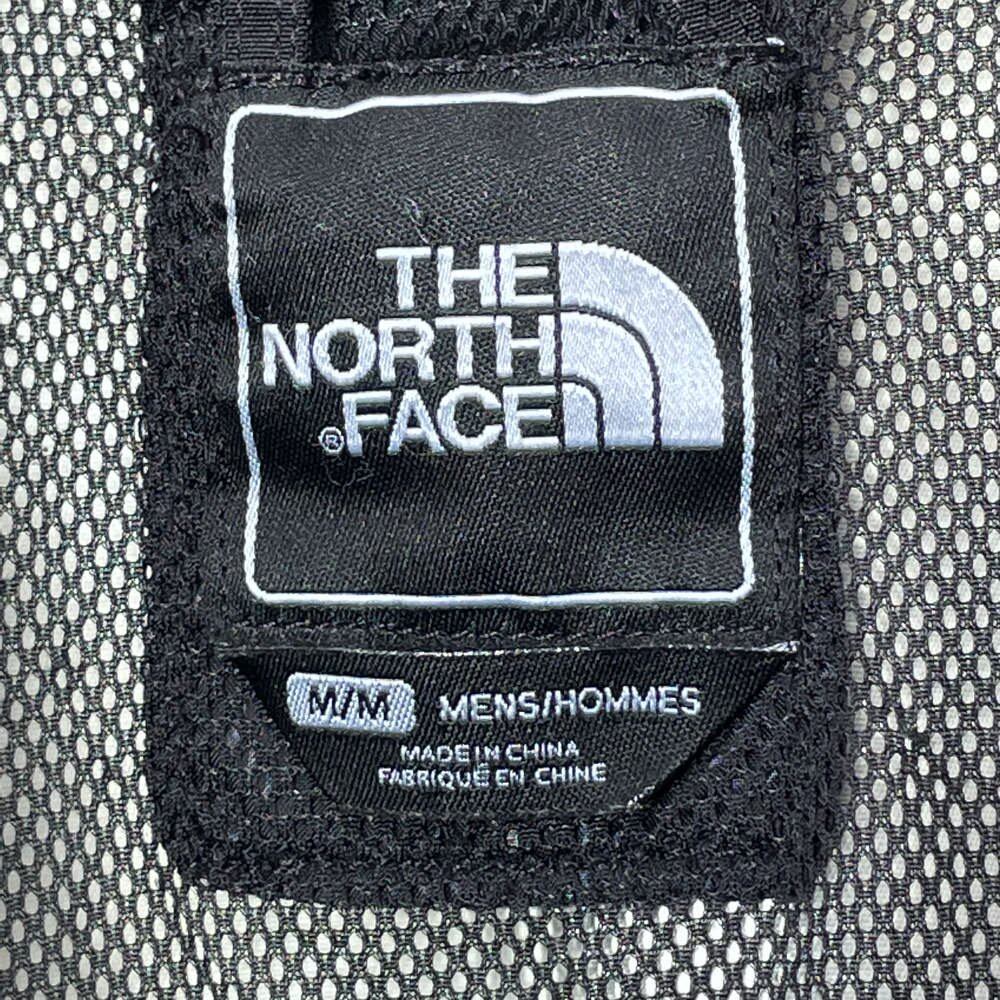 THE
NORTH
® FACE
M/M MENS/HOMMES
MADE IN CHINA
FABRIQUÉ EN CHINE